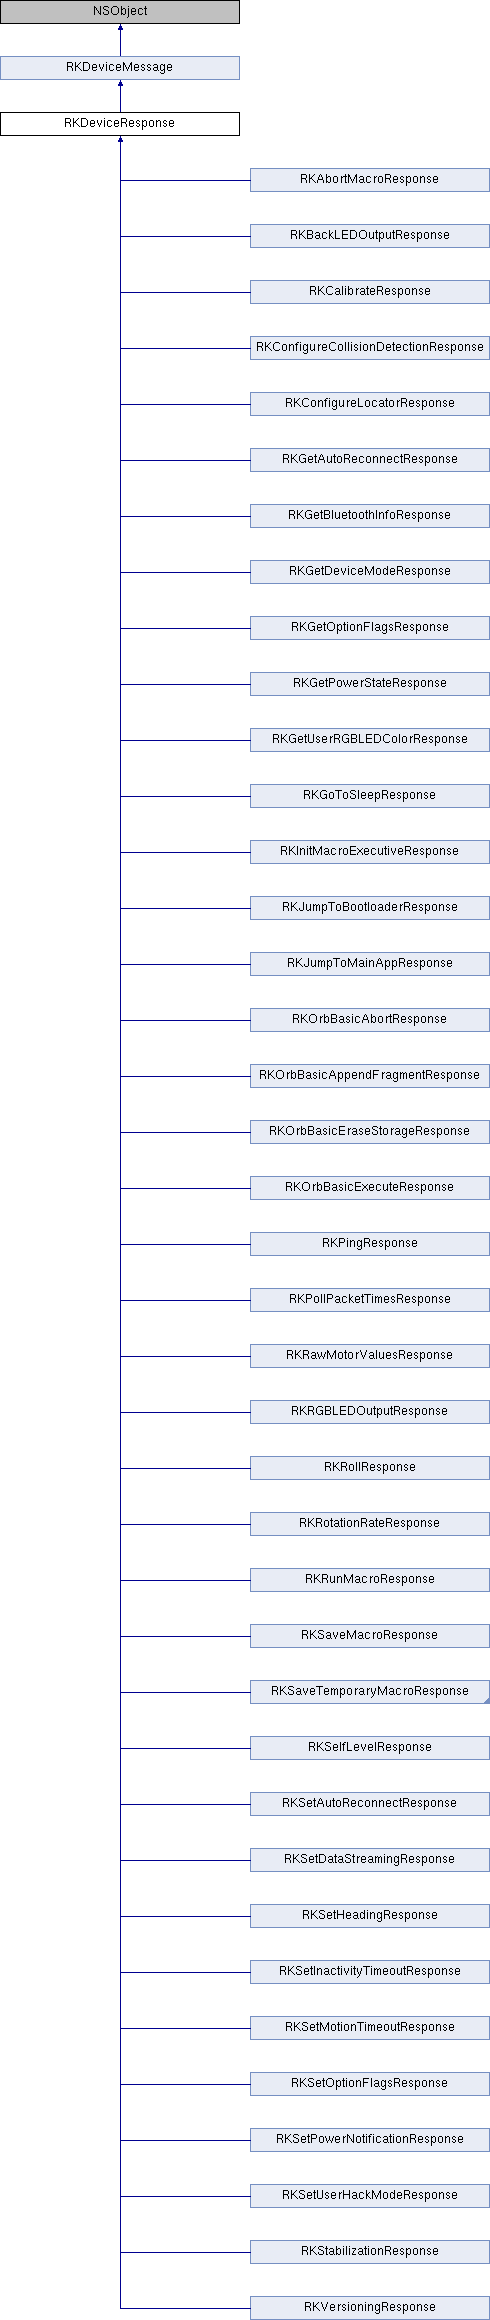 NSObject
RKDeviceMessage
RKDeviceResponse
RKAbortMacroResponse
RKBackLEDOutputResponse
RKCalibrateResponse
RKConfigureCollisionDetectionResponse
RKConfigureLocatorResponse
RKGetAutoReconnectResponse
RKGetBluetoothInfoResponse
RKGetDeviceModeResponse
RKGetOptionFlagsResponse
RKGetPowerStateResponse
RKGetUserRGBLEDColorResponse
RKGoToSleepResponse
RKInitMacroExecutiveResponse
RKJumpToBootloaderResponse
RKJumpToMainAppResponse
RKOrbBasicAbortResponse
RKOrbBasicAppendFragmentResponse
RKOrbBasicEraseStorageResponse
RKOrbBasicExecuteResponse
RKPingResponse
RKPollPacketTimesResponse
RKRawMotorValuesResponse
RKRGBLEDOutputResponse
RKRollResponse
RKRotationRateResponse
RKRunMacroResponse
RKSaveMacroResponse
RKSaveTemporaryMacroResponse
RKSelfLevelResponse
RKSetAutoReconnectResponse
RKSetDataStreamingResponse
RKSetHeadingResponse
RKSetInactivityTimeoutResponse
RKSetMotionTimeoutResponse
RKSetOptionFlagsResponse
RKSetPowerNotificationResponse
RKSetUserHackModeResponse
RKStabilizationResponse
RKVersioningResponse